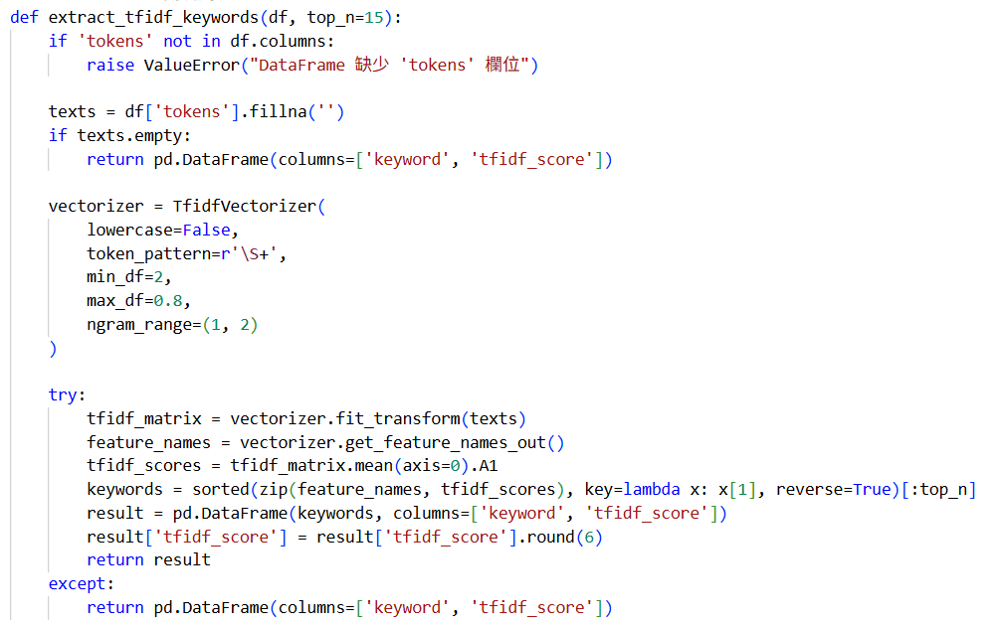 def extract_tfidf_keywords(df, top_n=15):
    if 'tokens' not in df.columns:
        raise ValueError("DataFrame 缺少 'tokens' 欄位")

    texts = df['tokens'].fillna('')
    if texts.empty:
        return pd.DataFrame(columns=['keyword', 'tfidf_score'])

    vectorizer = TfidfVectorizer(
        lowercase=False,
        token_pattern=r'\S+',
        min_df=2,
        max_df=0.8,
        ngram_range=(1, 2)
    )

    try:
        tfidf_matrix = vectorizer.fit_transform(texts)
        feature_names = vectorizer.get_feature_names_out()
        tfidf_scores = tfidf_matrix.mean(axis=0).A1
        keywords = sorted(zip(feature_names, tfidf_scores), key=lambda x: x[1], reverse=True)[:top_n]
        result = pd.DataFrame(keywords, columns=['keyword', 'tfidf_score'])
        result['tfidf_score'] = result['tfidf_score'].round(6)
        return result
    except:
        return pd.DataFrame(columns=['keyword', 'tfidf_score'])